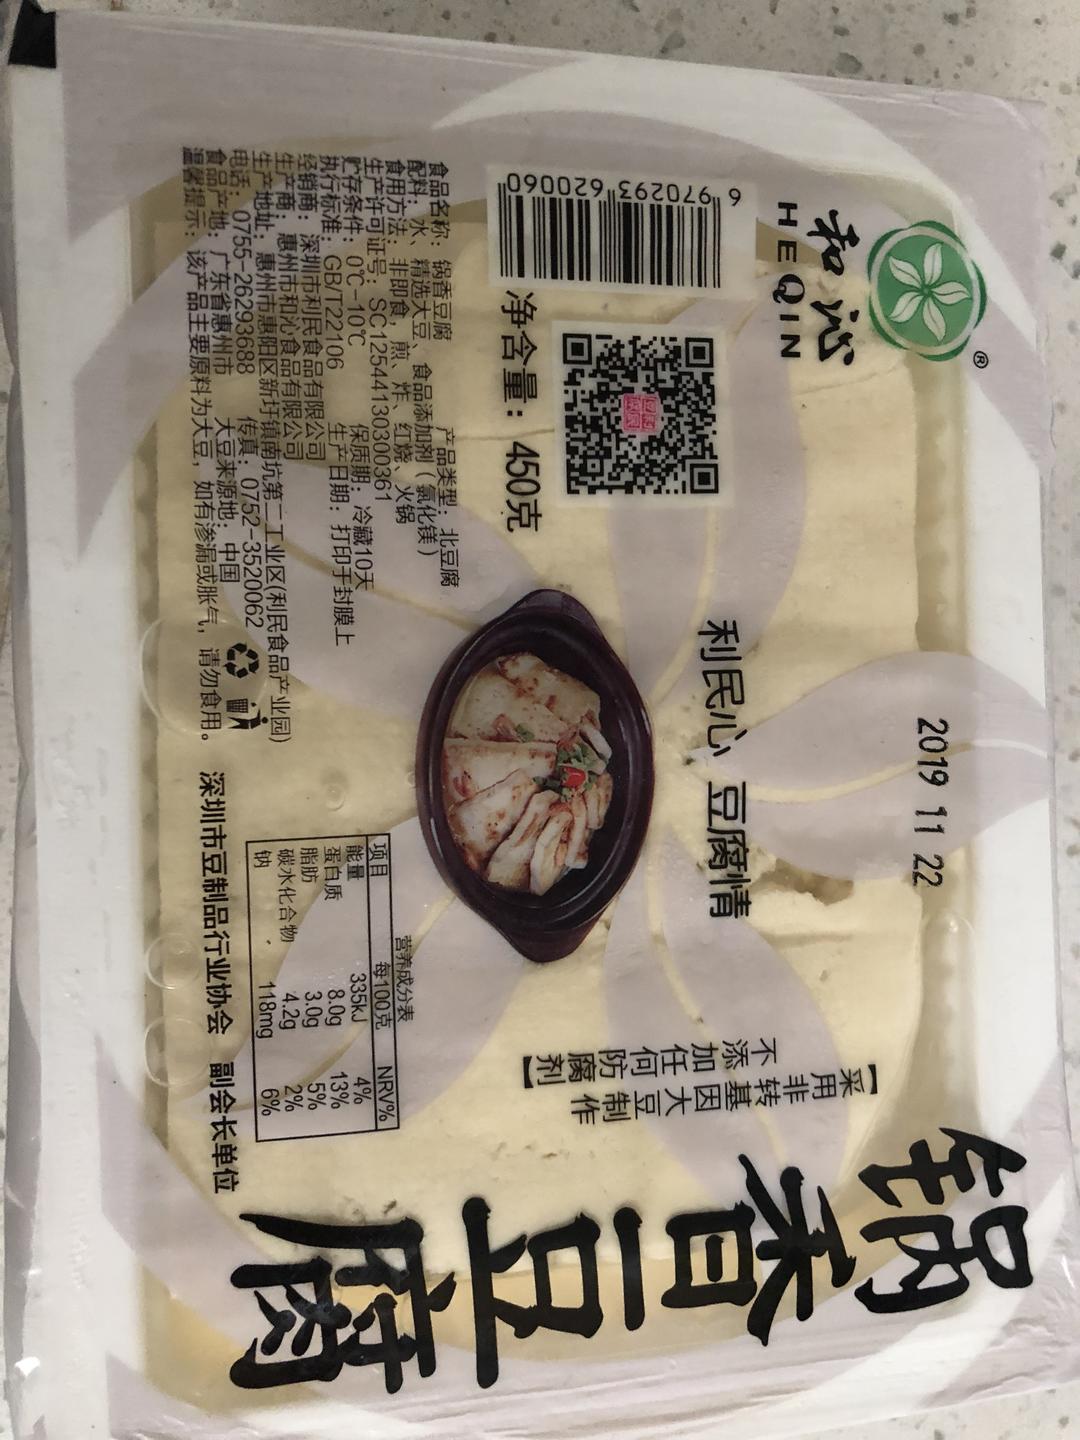 和沁
HEQIN
®
6 970293 620060
净含量：450克
2019 11 22
利民心 豆腐情
【采用非转基因大豆制作
不添加任何防腐剂】
锅香豆腐
食品名称：锅香豆腐 产品类型：北豆腐
配料：水、精选大豆、食品添加剂（氯化镁）
食用方法：非即食，煎、炸、红烧、火锅
生产许可证号：SC12544130300361
贮存条件：0℃-10℃ 保质期：冷藏10天
执行标准：GB/T22106 生产日期：打印于封膜上
经销商：深圳市利民食品有限公司
生产商：惠州市和沁食品有限公司
生产地址：惠州市惠阳区新圩镇南坑第二工业区(利民食品产业园)
电话：0755-26293688 传真：0752-3520062
食品产地：广东省惠州市 大豆来源地：中国
温馨提示：该产品主要原料为大豆，如有渗漏或胀气，请勿食用。
营养成分表
项目 每100克 NRV%
能量 335kJ 4%
蛋白质 8.0g 13%
脂肪 3.0g 5%
碳水化合物 4.2g 2%
钠 118mg 6%
深圳市豆制品行业协会 副会长单位